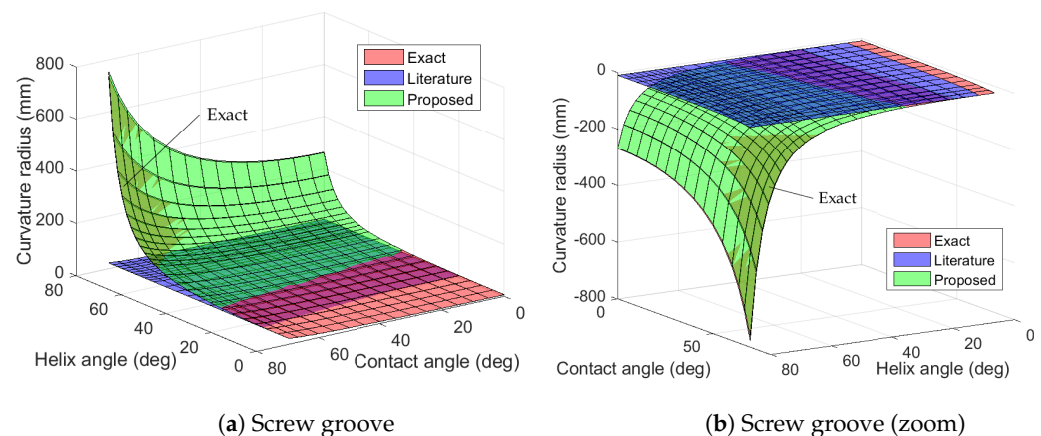 Curvature radius (mm)
800
600
400
200
0
80
60
40
20
0
Helix angle (deg)
80
60
40
20
0
Contact angle (deg)
Exact
Exact
Literature
Proposed
(a) Screw groove
Curvature radius (mm)
0
-200
-400
-600
-800
0
50
Contact angle (deg)
80
60
40
20
0
Helix angle (deg)
Exact
Exact
Literature
Proposed
(b) Screw groove (zoom)